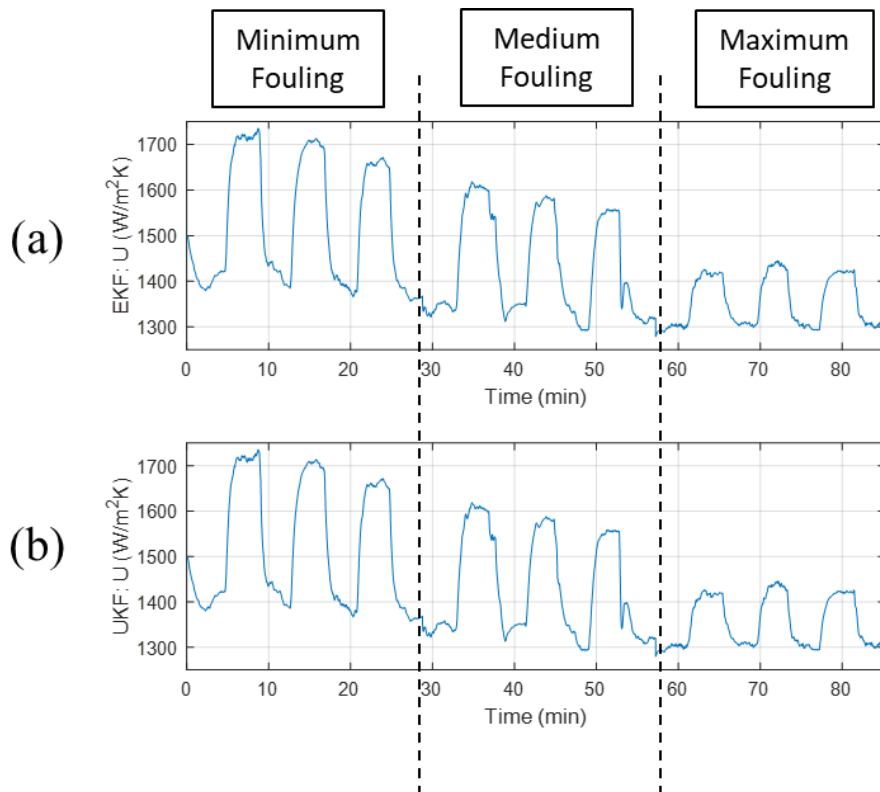 Minimum
Fouling
Medium
Fouling
Maximum
Fouling
(a)
EKF: U (W/m²K)
1700
1600
1500
1400
1300
0 10 20 30 40 50 60 70 80
Time (min)
(b)
UKF: U (W/m²K)
1700
1600
1500
1400
1300
0 10 20 30 40 50 60 70 80
Time (min)